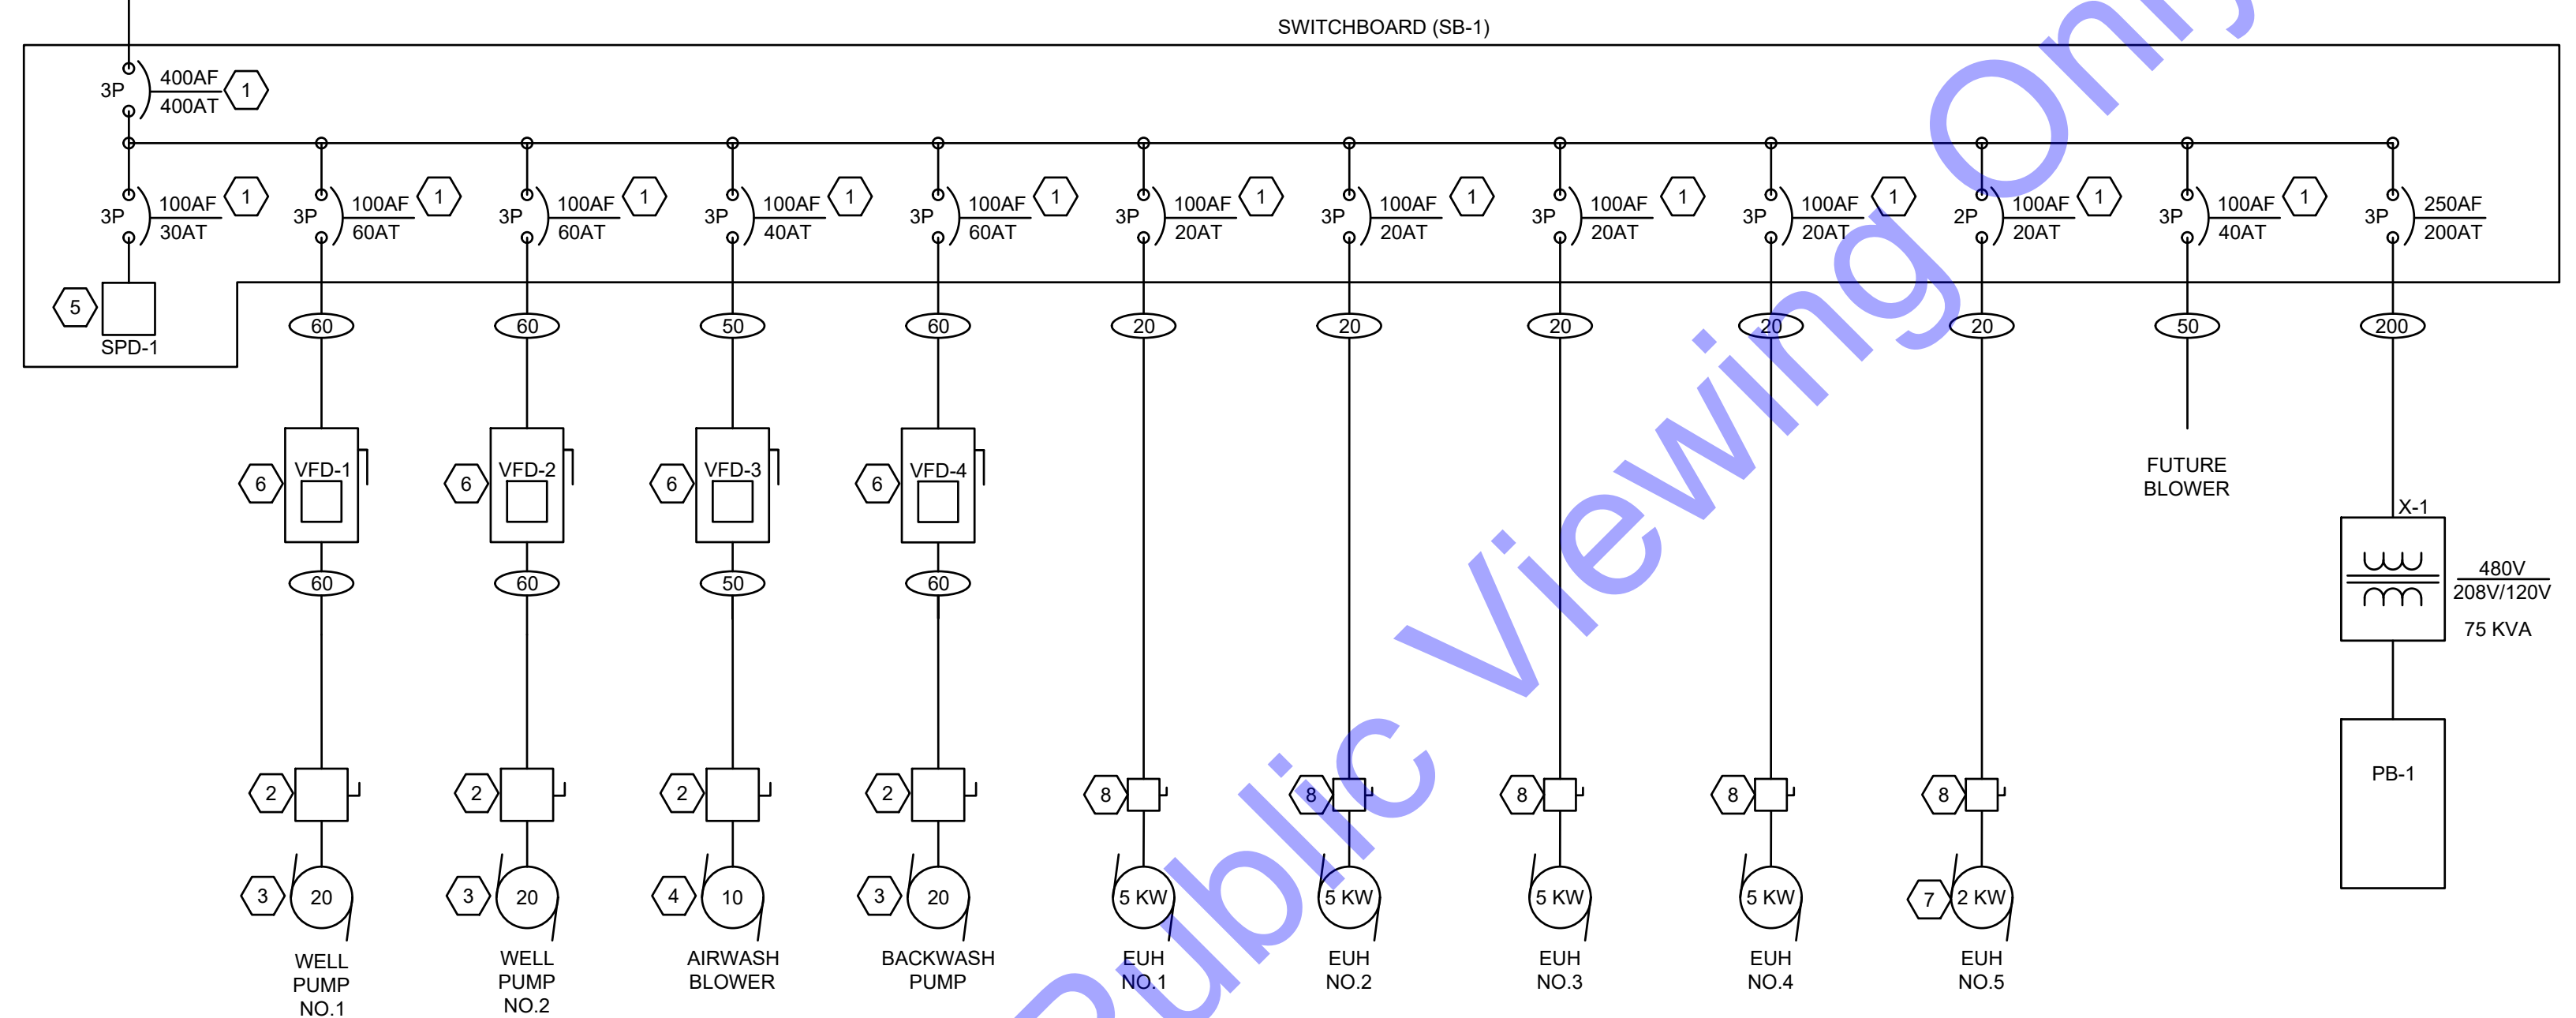 SWITCHBOARD (SB-1)
3P 400AF 1
400AT
3P 100AF 1
30AT
3P 100AF 1
60AT
3P 100AF 1
60AT
3P 100AF 1
40AT
3P 100AF 1
60AT
3P 100AF 1
20AT
3P 100AF 1
20AT
3P 100AF 1
20AT
3P 100AF 1
20AT
2P 100AF 1
20AT
3P 100AF 1
40AT
3P 250AF
200AT
5
SPD-1
60 60 50 60 20 20 20 20 20 50 200
6 VFD-1
6 VFD-2
6 VFD-3
6 VFD-4
FUTURE
BLOWER
X-1
480V
208V/120V
75 KVA
60 60 50 60
PB-1
2 2 2 2 8 8 8 8 8
3 20
3 20
4 10
3 20
5 KW
5 KW
5 KW
5 KW
7 2 KW
WELL
PUMP
NO.1
WELL
PUMP
NO.2
AIRWASH
BLOWER
BACKWASH
PUMP
EUH
NO.1
EUH
NO.2
EUH
NO.3
EUH
NO.4
EUH
NO.5
Public Viewing Only